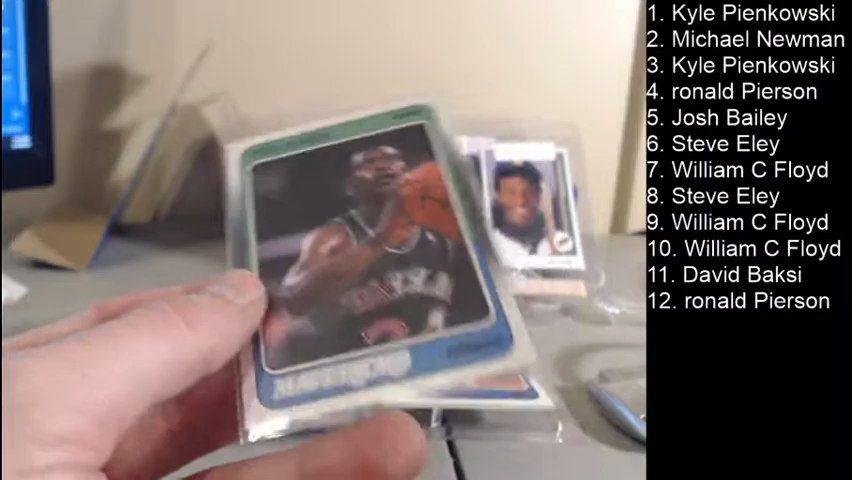 1. Kyle Pienkowski
2. Michael Newman
3. Kyle Pienkowski
4. ronald Pierson
5. Josh Bailey
6. Steve Eley
7. William C Floyd
8. Steve Eley
9. William C Floyd
10. William C Floyd
11. David Baksi
12. ronald Pierson